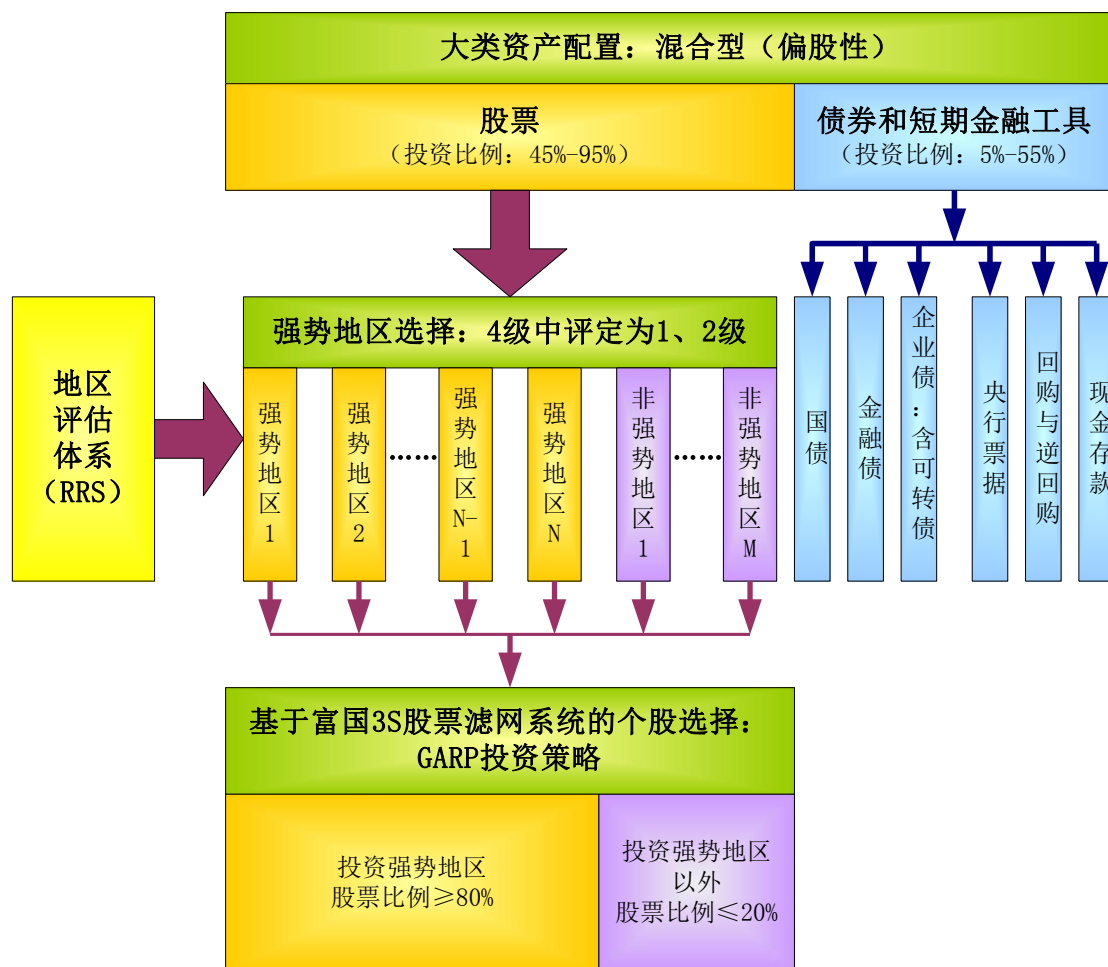 大类资产配置：混合型（偏股性）
股票
（投资比例：45%-95%）
债券和短期金融工具
（投资比例：5%-55%）
地区
评估
体系
（RRS）
强势地区选择：4级中评定为1、2级
强势地区1
强势地区2
……
强势地区N-1
强势地区N
非强势地区1
……
非强势地区M
国债
金融债
企业债：含可转债
央行票据
回购与逆回购
现金存款
基于富国3S股票滤网系统的个股选择：
GARP投资策略
投资强势地区
股票比例≥80%
投资强势地区
以外
股票比例≤20%